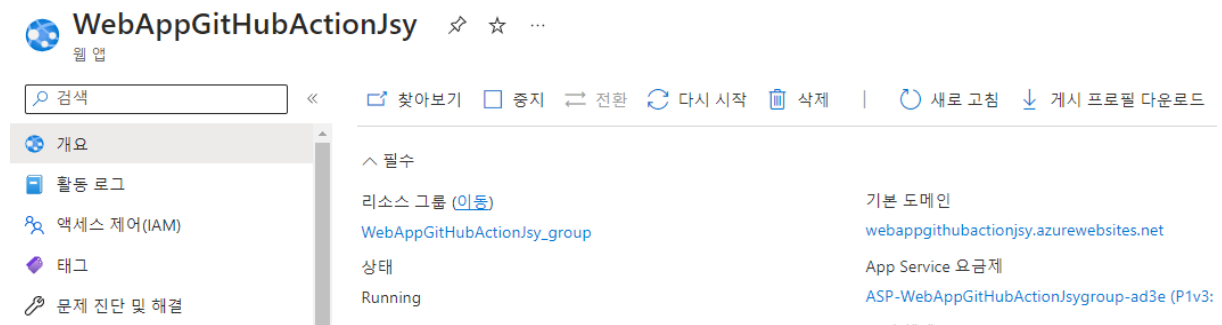 WebAppGitHubActionJsy
웹 앱
검색
찾아보기 중지 전환 다시 시작 삭제 새로 고침 게시 프로필 다운로드
개요
활동 로그
액세스 제어(IAM)
태그
문제 진단 및 해결
필수
리소스 그룹 (이동)
WebAppGitHubActionJsy_group
상태
Running
기본 도메인
webappgithubactionjsy.azurewebsites.net
App Service 요금제
ASP-WebAppGitHubActionJsygroup-ad3e (P1v3: